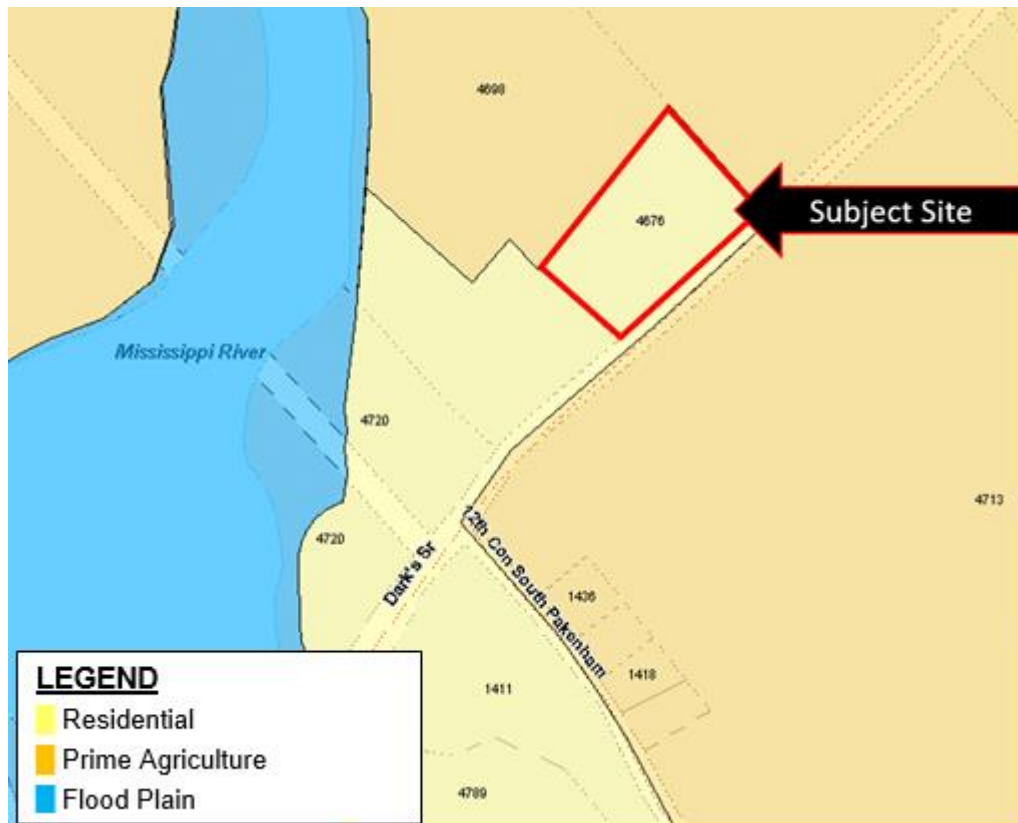 4698
4676
Subject Site
Mississippi River
4720
4713
12th Con South Pakenham
4720
Dark's Sr
1436
1418
1411
4789
LEGEND
Residential
Prime Agriculture
Flood Plain